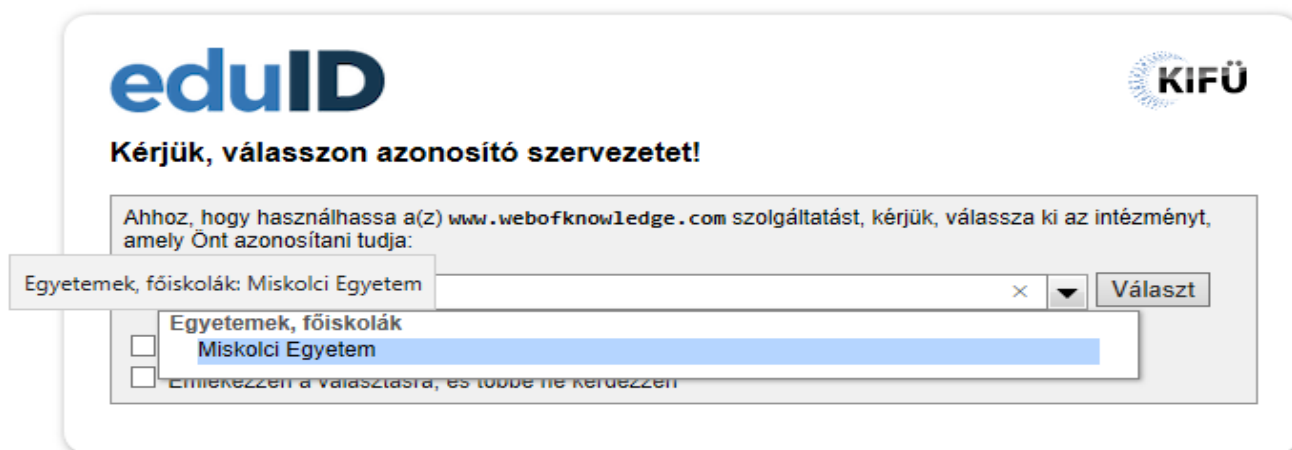 eduID
KIFÜ
Kérjük, válasszon azonosító szervezetet!
Ahhoz, hogy használhassa a(z) www.webofknowledge.com szolgáltatást, kérjük, válassza ki az intézményt,
amely Önt azonosítani tudja:
Egyetemek, főiskolák: Miskolci Egyetem
Választ
Egyetemek, főiskolák
Miskolci Egyetem
Emlékezzen a választásra, és többé ne kérdezzen